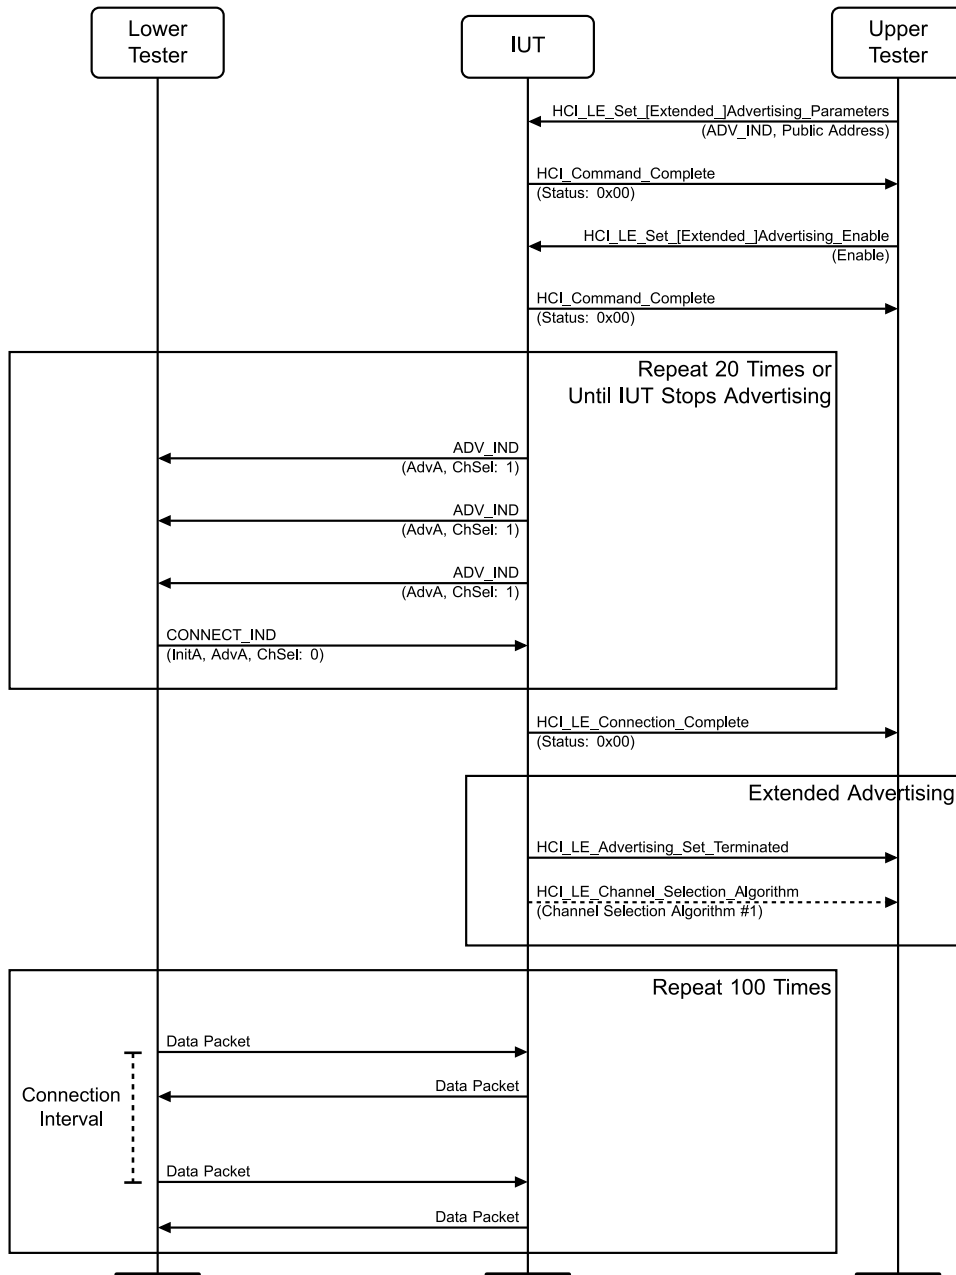 Lower
Tester
IUT
Upper
Tester
HCI_LE_Set_[Extended_]Advertising_Parameters
(ADV_IND, Public Address)
HCI_Command_Complete
(Status: 0x00)
HCI_LE_Set_[Extended_]Advertising_Enable
(Enable)
HCI_Command_Complete
(Status: 0x00)
Repeat 20 Times or
Until IUT Stops Advertising
ADV_IND
(AdvA, ChSel: 1)
ADV_IND
(AdvA, ChSel: 1)
ADV_IND
(AdvA, ChSel: 1)
CONNECT_IND
(InitA, AdvA, ChSel: 0)
HCI_LE_Connection_Complete
(Status: 0x00)
Extended Advertising
HCI_LE_Advertising_Set_Terminated
HCI_LE_Channel_Selection_Algorithm
(Channel Selection Algorithm #1)
Repeat 100 Times
Data Packet
Data Packet
Connection
Interval
Data Packet
Data Packet